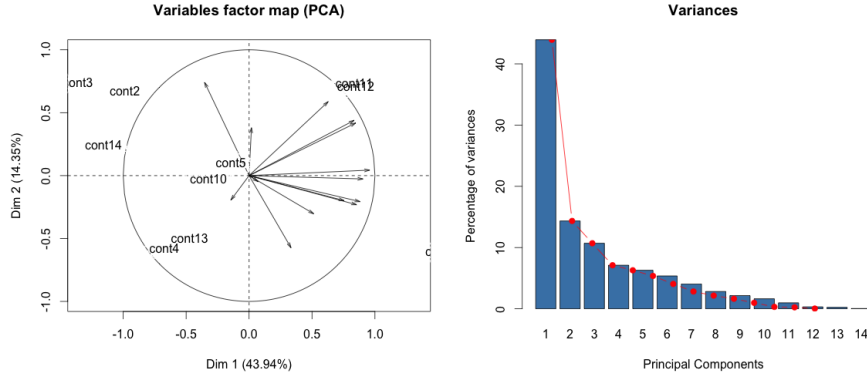 Variables factor map (PCA)
1.0
0.5
0.0
-0.5
-1.0
Dim 2 (14.35%)
ont3
cont2
cont11
cont12
cont14
cont5
cont10
cont13
cont4
c
-1.0 -0.5 0.0 0.5 1.0
Dim 1 (43.94%)
Variances
40
30
20
10
0
Percentage of variances
1 2 3 4 5 6 7 8 9 10 11 12 13 14
Principal Components